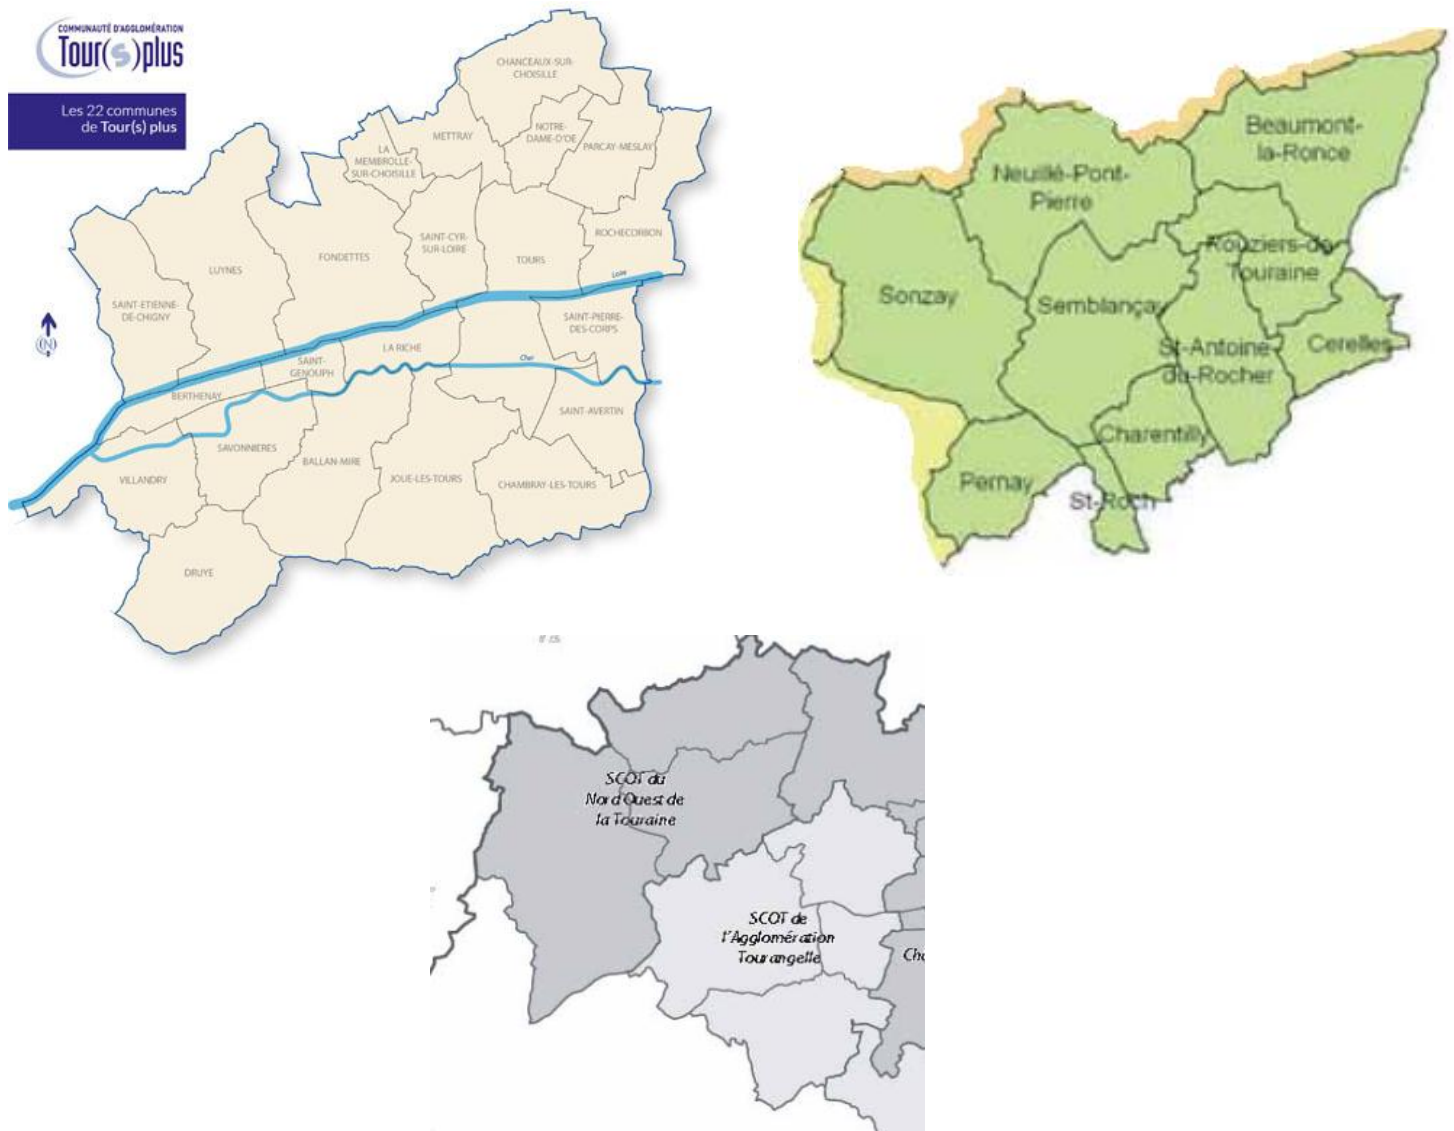 COMMUNAUTÉ D'AGGLOMÉRATION
Tour(s)plus
Les 22 communes
de Tour(s) plus
CHANCEAUX-SUR-
CHOISILLE
METTRAY
NOTRE-
DAME-D'OE
PARCAY-MESLAY
LA
MEMBROLLE-
SUR-CHOISILLE
SAINT-CYR-
SUR-LOIRE
ROCHECORBON
LUYNES
FONDETTES
TOURS
Loire
SAINT-ETIENNE-
DE-CHIGNY
SAINT-PIERRE-
DES-CORPS
(N)
LA RICHE
SAINT-
GENOUPH
Cher
BERTHENAY
SAINT-AVERTIN
SAVONNIERES
BALLAN-MIRE
VILLANDRY
JOUE-LES-TOURS
CHAMBRAY-LES-TOURS
DRUYE
Beaumont-
la-Ronce
Neuillé-Pont-
Pierre
Rouziers-de-
Touraine
Sonzay
Semblançay
St-Antoine-
du-Rocher
Cerelles
Charentilly
Pernay
St-Roch
SCOT du
Nord Ouest de
la Touraine
SCOT de
l'Agglomération
Tourangelle
Cho